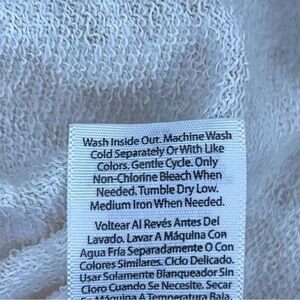 Wash Inside Out. Machine Wash
Cold Separately Or With Like
Colors, Gentle Cycle. Only
Non-Chlorine Bleach When
Needed. Tumble Dry Low.
Medium Iron When Needed.
Voltear Al Revés Antes Del
Lavado. Lavar A Máquina Con
Agua Fría Separadamente O Con
Colores Similares. Ciclo Delicado.
Usar Solamente Blanqueador Sin
Cloro Cuando Se Necesite. Secar
En Máquina A Temperatura Baja.